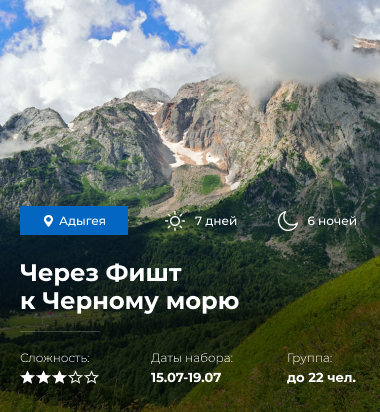 Адыгея
7 дней
6 ночей
Через Фишт
к Черному морю
Сложность:
Даты набора:
Группа:
15.07-19.07
до 22 чел.